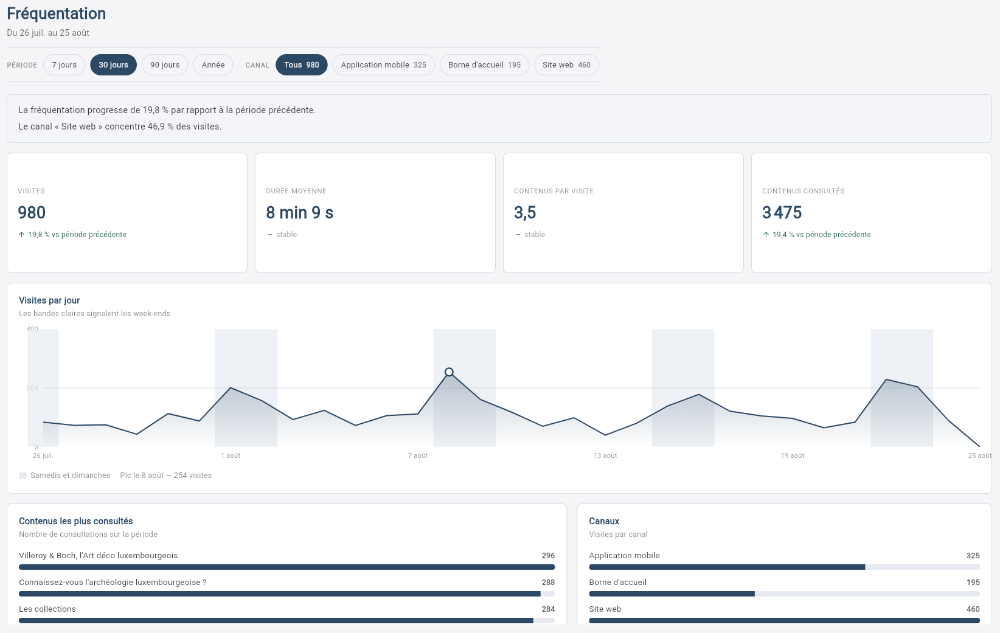 Fréquentation
Du 26 juil. au 25 août
PÉRIODE 7 jours 30 jours 90 jours Année CANAL Tous 980 Application mobile 325 Borne d'accueil 195 Site web 460
La fréquentation progresse de 19,8 % par rapport à la période précédente.
Le canal « Site web » concentre 46,9 % des visites.
VISITES
980
↑ 19,8 % vs période précédente
DURÉE MOYENNE
8 min 9 s
— stable
CONTENUS PAR VISITE
3,5
— stable
CONTENUS CONSULTÉS
3 475
↑ 19,4 % vs période précédente
Visites par jour
Les bandes claires signalent les week-ends
400
200
0
26 juil. 1 août 7 août 13 août 19 août 25 août
Samedis et dimanches Pic le 8 août — 254 visites
Contenus les plus consultés
Nombre de consultations sur la période
Villeroy & Boch, l'Art déco luxembourgeois 296
Connaissez-vous l'archéologie luxembourgeoise ? 288
Les collections 284
Canaux
Visites par canal
Application mobile 325
Borne d'accueil 195
Site web 460